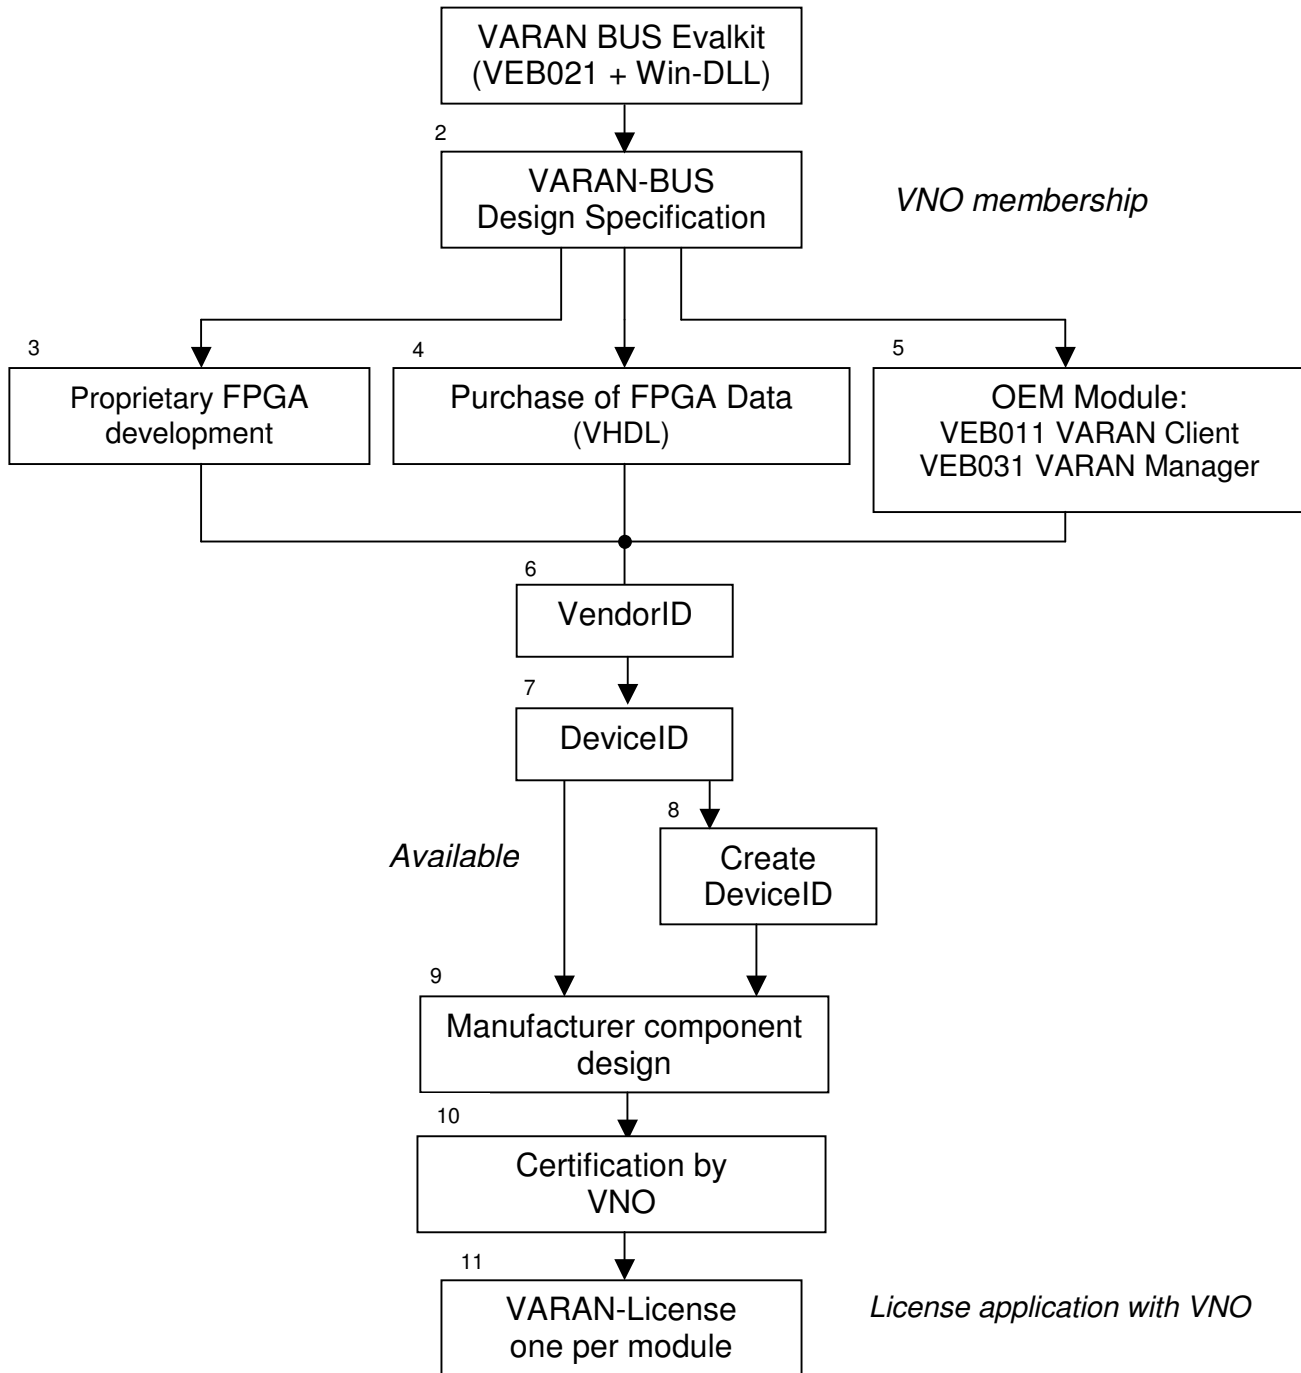 VARAN BUS Evalkit
(VEB021 + Win-DLL)
2
VARAN-BUS
Design Specification
VNO membership
3
Proprietary FPGA
development
4
Purchase of FPGA Data
(VHDL)
5
OEM Module:
VEB011 VARAN Client
VEB031 VARAN Manager
6
VendorID
7
DeviceID
8
Create
DeviceID
Available
9
Manufacturer component
design
10
Certification by
VNO
11
VARAN-License
one per module
License application with VNO